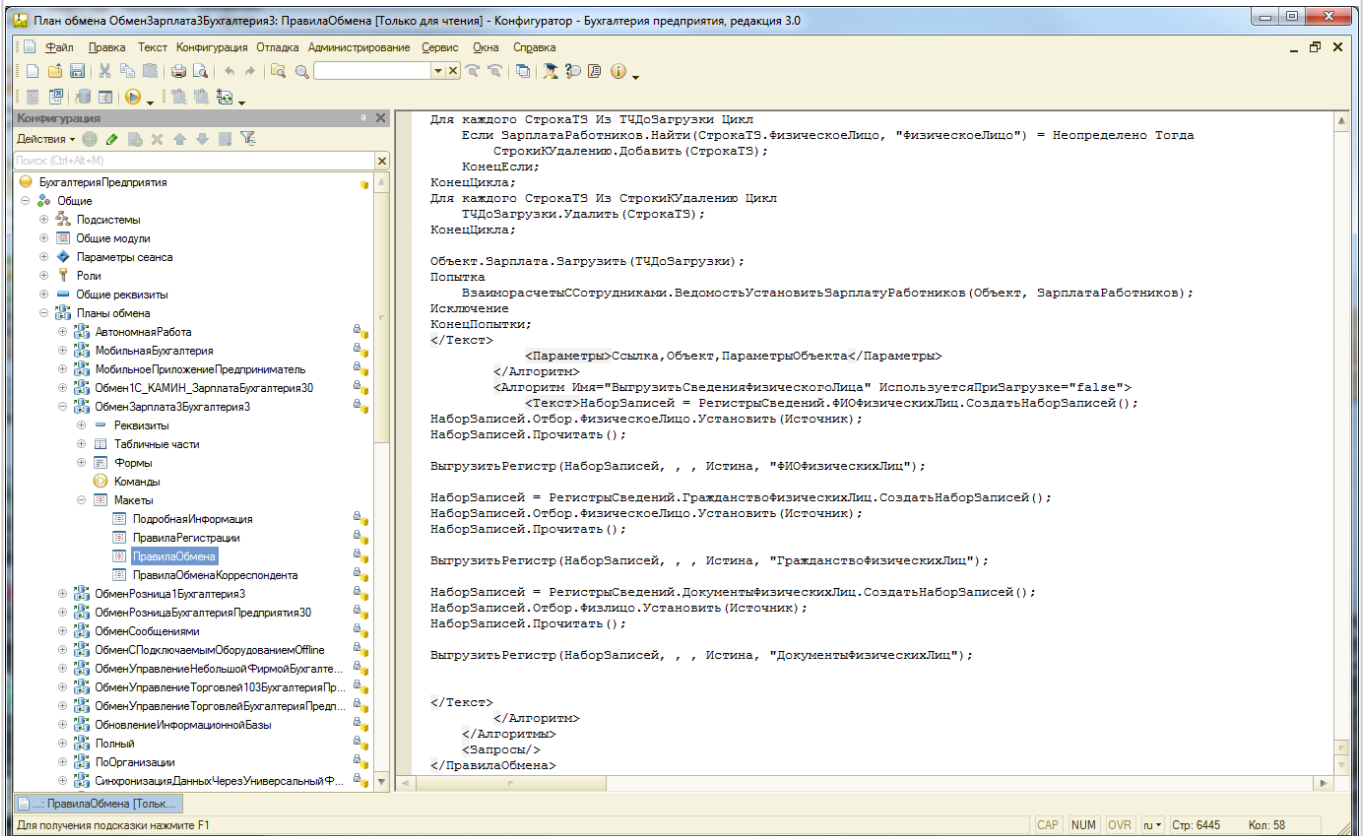 План обмена ОбменЗарплата3Бухгалтерия3: ПравилаОбмена [Только для чтения] - Конфигуратор - Бухгалтерия предприятия, редакция 3.0
Файл Правка Текст Конфигурация Отладка Администрирование Сервис Окна Справка
Конфигурация
Действия
Поиск (Ctrl+Alt+M)
БухгалтерияПредприятия
Общие
Подсистемы
Общие модули
Параметры сеанса
Роли
Общие реквизиты
Планы обмена
АвтономнаяРабота
МобильнаяБухгалтерия
МобильноеПриложениеПредприниматель
Обмен1С_КАМИН_ЗарплатаБухгалтерия30
ОбменЗарплата3Бухгалтерия3
Реквизиты
Табличные части
Формы
Команды
Макеты
ПодробнаяИнформация
ПравилаРегистрации
ПравилаОбмена
ПравилаОбменаКорреспондента
ОбменРозница1Бухгалтерия3
ОбменРозницаБухгалтерияПредприятия30
ОбменСообщениями
ОбменСПодключаемымОборудованиемOffline
ОбменУправлениеНебольшойФирмойБухгалте...
ОбменУправлениеТорговлей103БухгалтерияПр...
ОбменУправлениеТорговлейБухгалтерияПредп...
ОбновлениеИнформационнойБазы
Полный
ПоОрганизации
СинхронизацияДанныхЧерезУниверсальныйФ...
Для каждого СтрокаТЗ Из ТЧДоЗагрузки Цикл
Если ЗарплатаРаботников.Найти(СтрокаТЗ.ФизическоеЛицо, "ФизическоеЛицо") = Неопределено Тогда
СтрокиКУдалению.Добавить(СтрокаТЗ);
КонецЕсли;
КонецЦикла;
Для каждого СтрокаТЗ Из СтрокиКУдалению Цикл
ТЧДоЗагрузки.Удалить(СтрокаТЗ);
КонецЦикла;
Объект.Зарплата.Загрузить(ТЧДоЗагрузки);
Попытка
ВзаиморасчетыССотрудниками.ВедомостьУстановитьЗарплатуРаботников(Объект, ЗарплатаРаботников);
Исключение
КонецПопытки;
</Текст>
<Параметры>Ссылка,Объект,ПараметрыОбъекта</Параметры>
</Алгоритм>
<Алгоритм Имя="ВыгрузитьСведенияФизическогоЛица" ИспользуетсяПриЗагрузке="false">
<Текст>НаборЗаписей = РегистрыСведений.ФИОФизическихЛиц.СоздатьНаборЗаписей();
НаборЗаписей.Отбор.ФизическоеЛицо.Установить(Источник);
НаборЗаписей.Прочитать();
ВыгрузитьРегистр(НаборЗаписей, , , Истина, "ФИОФизическихЛиц");
НаборЗаписей = РегистрыСведений.ГражданствоФизическихЛиц.СоздатьНаборЗаписей();
НаборЗаписей.Отбор.ФизическоеЛицо.Установить(Источник);
НаборЗаписей.Прочитать();
ВыгрузитьРегистр(НаборЗаписей, , , Истина, "ГражданствоФизическихЛиц");
НаборЗаписей = РегистрыСведений.ДокументыФизическихЛиц.СоздатьНаборЗаписей();
НаборЗаписей.Отбор.Физлицо.Установить(Источник);
НаборЗаписей.Прочитать();
ВыгрузитьРегистр(НаборЗаписей, , , Истина, "ДокументыФизическихЛиц");
</Текст>
</Алгоритм>
</Алгоритмы>
<Запросы/>
</ПравилаОбмена>
...: ПравилаОбмена [Тольк...
Для получения подсказки нажмите F1
CAP NUM OVR ru Стр: 6445 Кол: 58